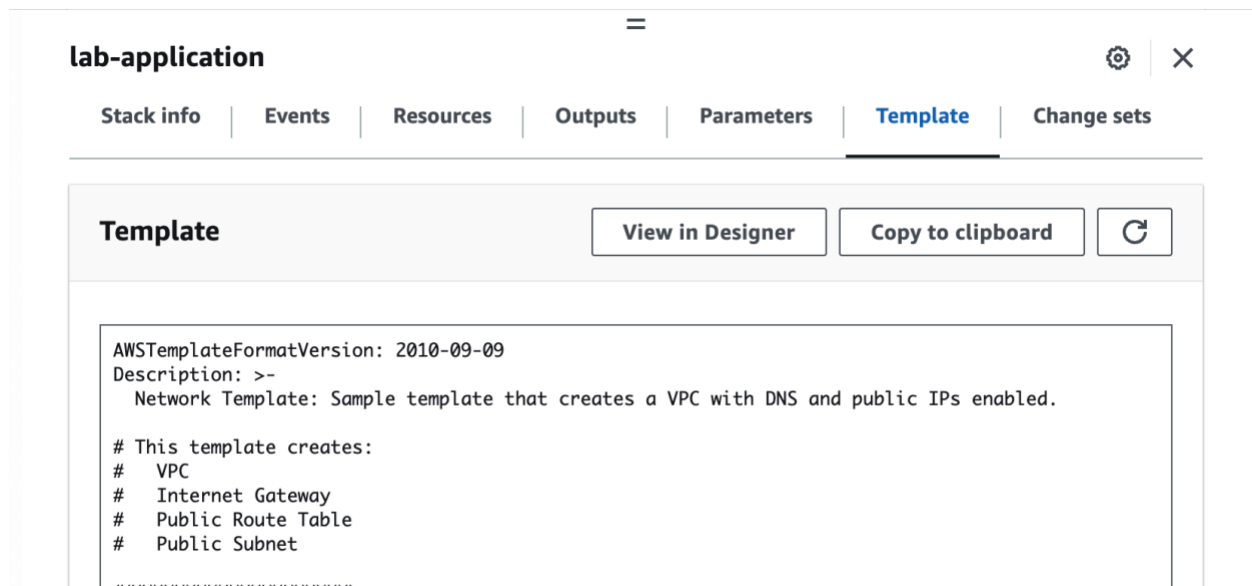 lab-application
Stack info Events Resources Outputs Parameters Template Change sets
Template View in Designer Copy to clipboard
AWSTemplateFormatVersion: 2010-09-09
Description: >-
  Network Template: Sample template that creates a VPC with DNS and public IPs enabled.
# This template creates:
#   VPC
#   Internet Gateway
#   Public Route Table
#   Public Subnet